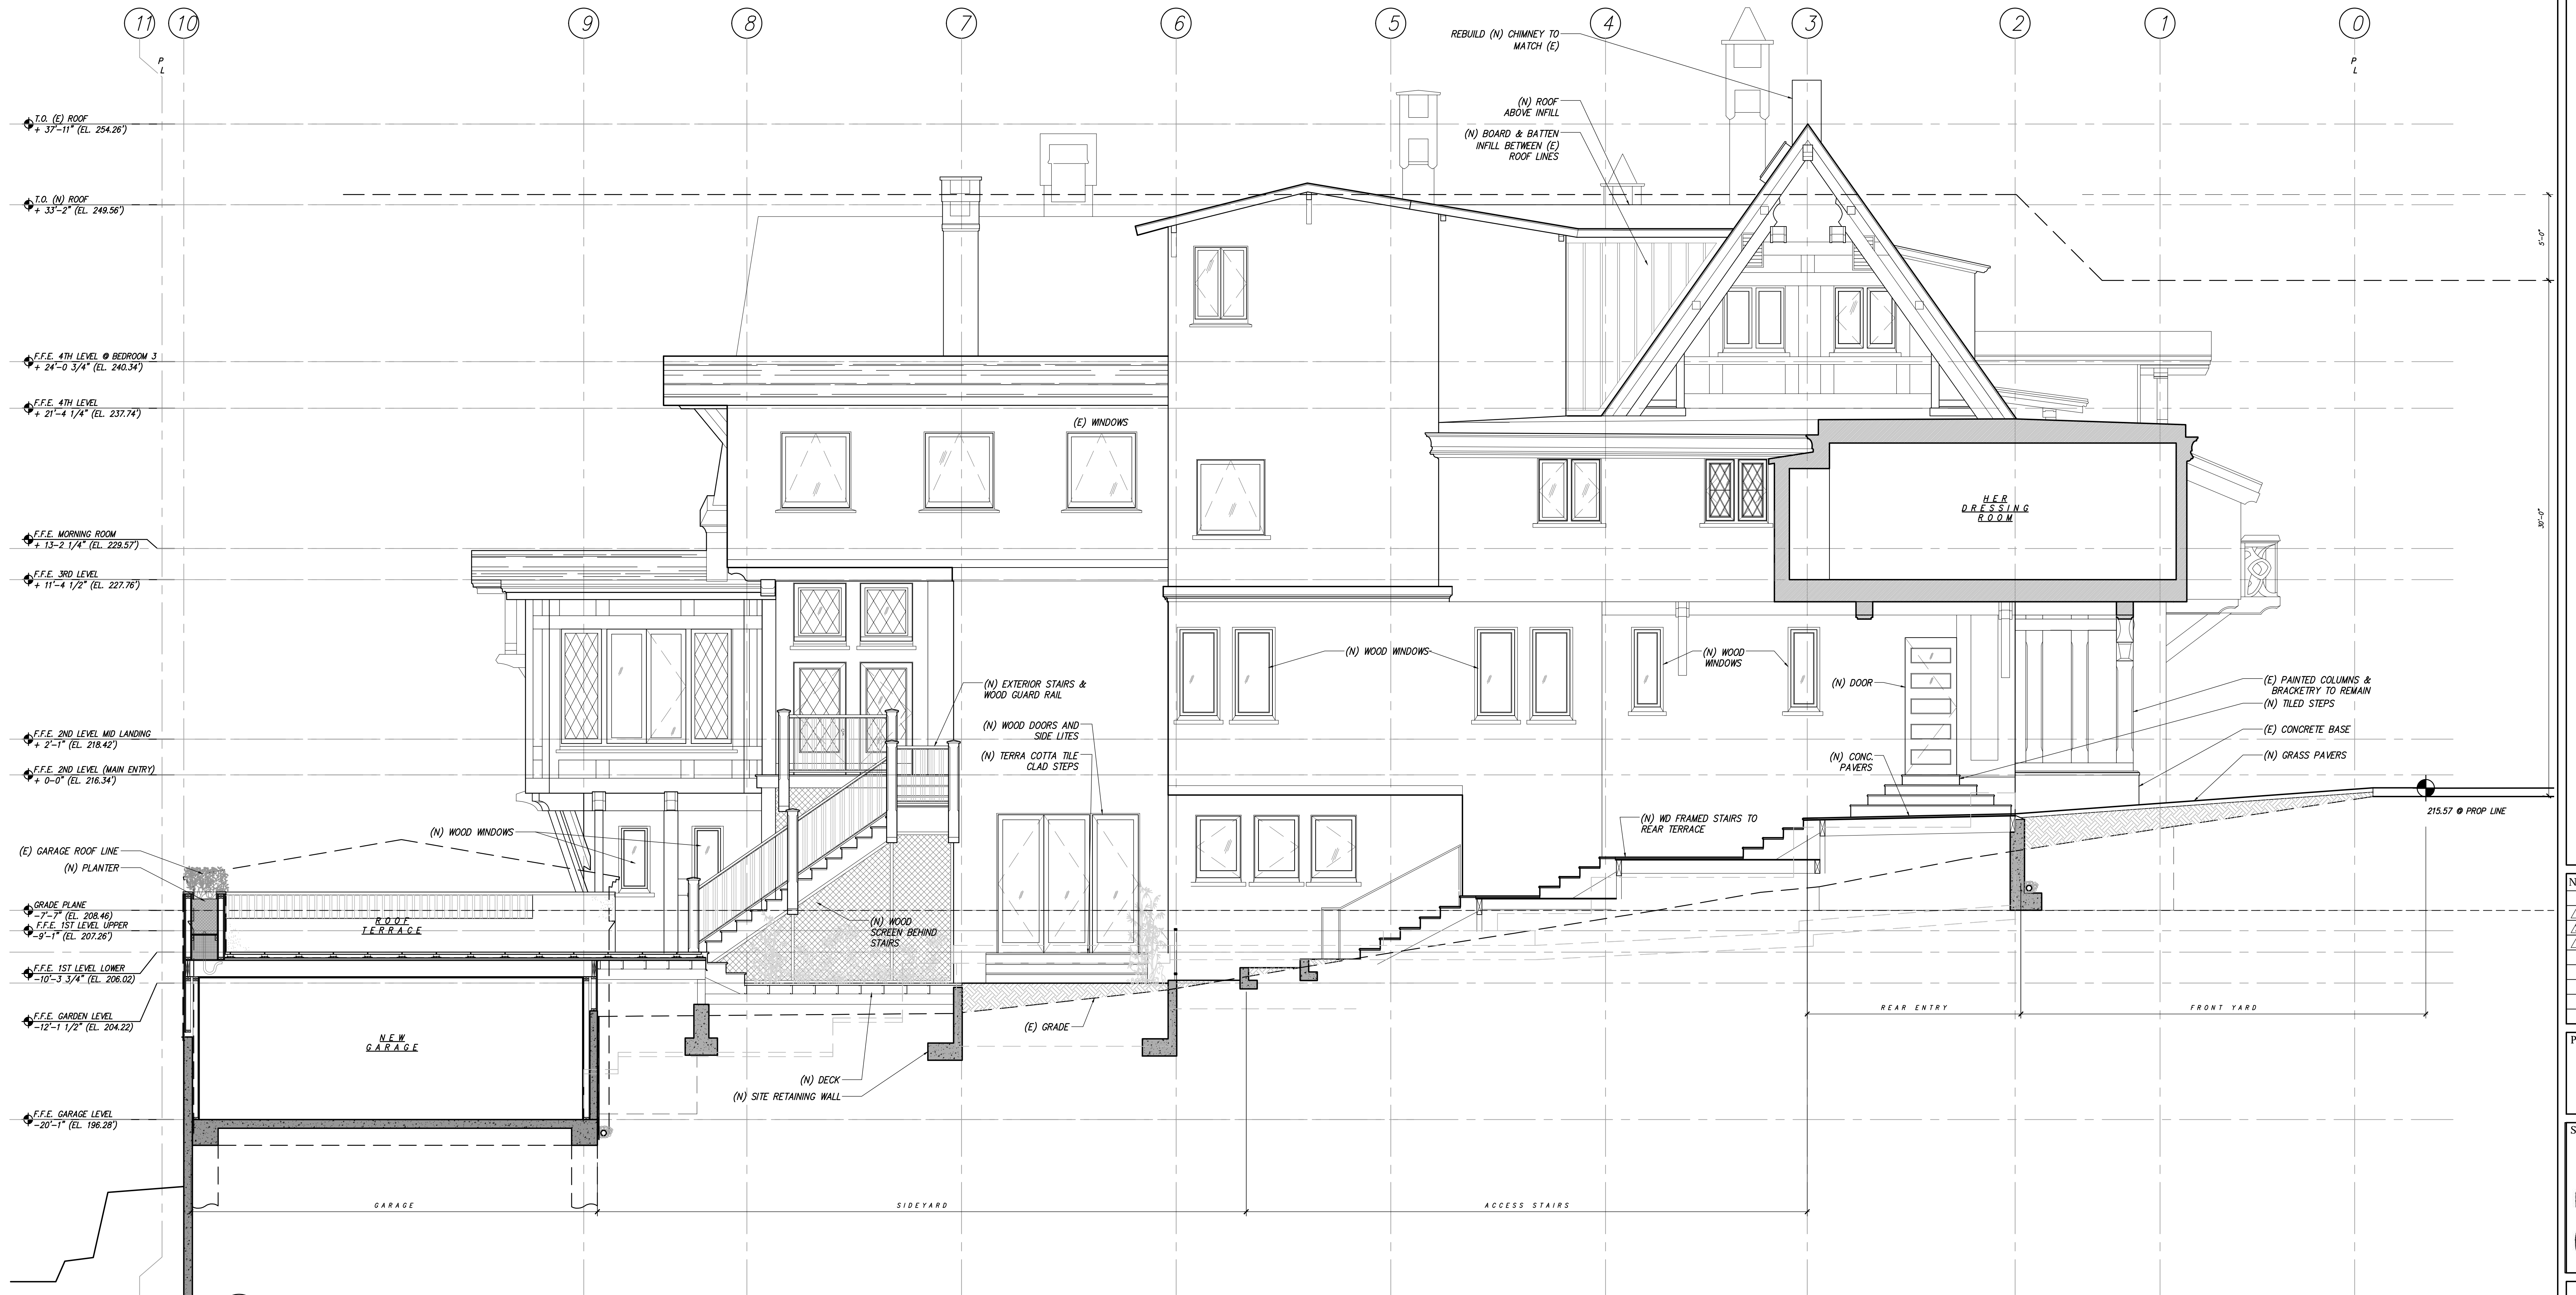 11 10 9 8 7 6 5 4 3 2 1 0
P
L
P
L
REBUILD (N) CHIMNEY TO
MATCH (E)
(N) ROOF
ABOVE INFILL
(N) BOARD & BATTEN
INFILL BETWEEN (E)
ROOF LINES
T.O. (E) ROOF
+ 37'-11" (EL. 254.26')
T.O. (N) ROOF
+ 33'-2" (EL. 249.56')
5'-0"
F.F.E. 4TH LEVEL @ BEDROOM 3
+ 24'-0 3/4" (EL. 240.34')
F.F.E. 4TH LEVEL
+ 21'-4 1/4" (EL. 237.74')
(E) WINDOWS
HER
DRESSING
ROOM
30'-0"
F.F.E. MORNING ROOM
+ 13-2 1/4" (EL. 229.57')
F.F.E. 3RD LEVEL
+ 11'-4 1/2" (EL. 227.76')
(N) WOOD WINDOWS
(N) WOOD
WINDOWS
(N) EXTERIOR STAIRS &
WOOD GUARD RAIL
(N) DOOR
(E) PAINTED COLUMNS &
BRACKETRY TO REMAIN
(N) TILED STEPS
(N) WOOD DOORS AND
SIDE LITES
(E) CONCRETE BASE
F.F.E. 2ND LEVEL MID LANDING
+ 2'-1" (EL. 218.42')
(N) TERRA COTTA TILE
CLAD STEPS
(N) CONC.
PAVERS
(N) GRASS PAVERS
F.F.E. 2ND LEVEL (MAIN ENTRY)
+ 0-0" (EL. 216.34')
215.57 @ PROP LINE
(N) WOOD WINDOWS
(N) WD FRAMED STAIRS TO
REAR TERRACE
(E) GARAGE ROOF LINE
(N) PLANTER
GRADE PLANE
-7'-7" (EL. 208.46)
F.F.E. 1ST LEVEL UPPER
-9'-1" (EL. 207.26')
ROOF
TERRACE
(N) WOOD
SCREEN BEHIND
STAIRS
F.F.E. 1ST LEVEL LOWER
-10'-3 3/4" (EL. 206.02)
REAR ENTRY
FRONT YARD
F.F.E. GARDEN LEVEL
-12'-1 1/2" (EL. 204.22)
(E) GRADE
NEW
GARAGE
(N) DECK
(N) SITE RETAINING WALL
F.F.E. GARAGE LEVEL
-20'-1" (EL. 196.28')
GARAGE
SIDEYARD
ACCESS STAIRS
N
P
S